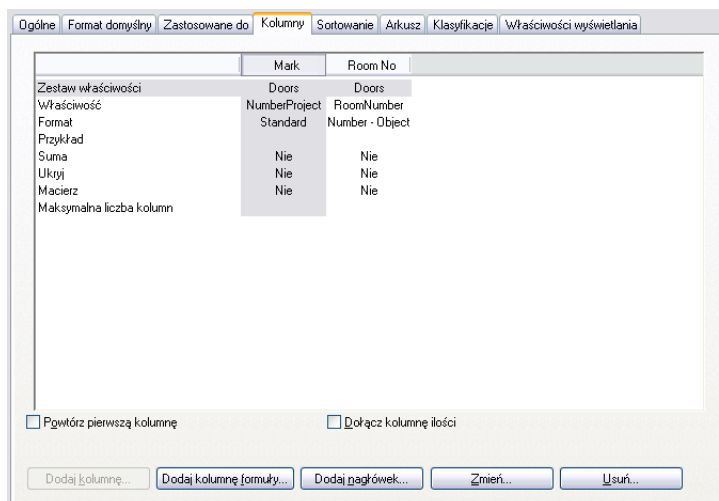 Ogólne Format domyślny Zastosowane do Kolumny Sortowanie Arkusz Klasyfikacje Właściwości wyświetlania
Mark Room No
Zestaw właściwości Doors Doors
Właściwość NumberProject RoomNumber
Format Standard Number - Object
Przykład
Suma Nie Nie
Ukryj Nie Nie
Macierz Nie Nie
Maksymalna liczba kolumn
Powtórz pierwszą kolumnę Dołącz kolumnę ilości
Dodaj kolumnę... Dodaj kolumnę formuły... Dodaj nagłówek... Zmień... Usuń...